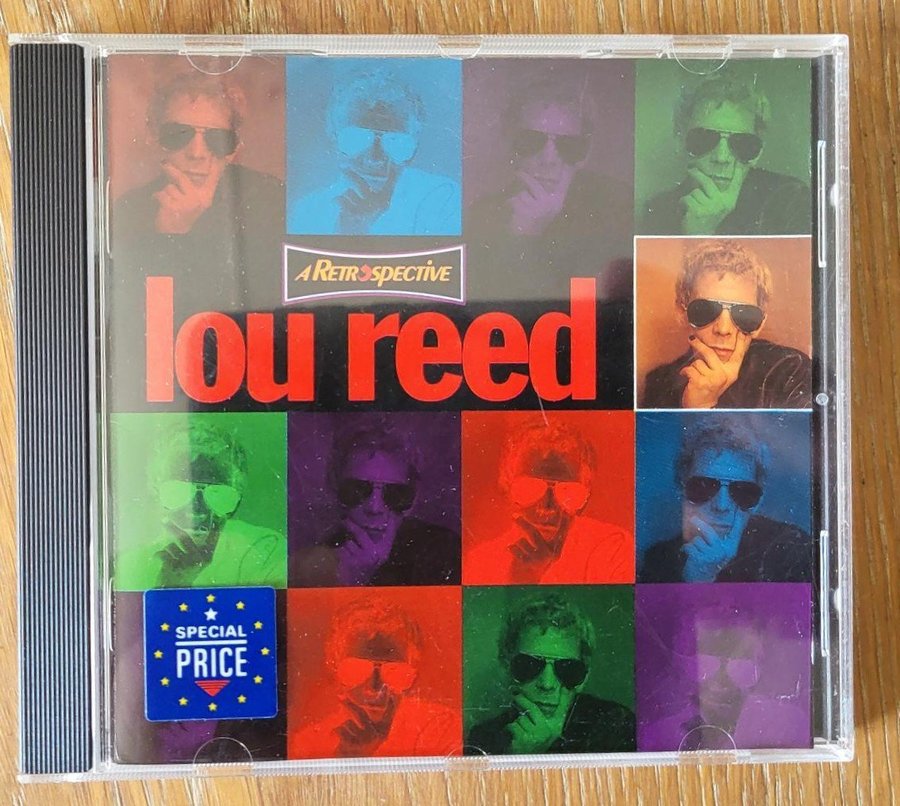 A RETROSPECTIVE
lou reed
SPECIAL
PRICE